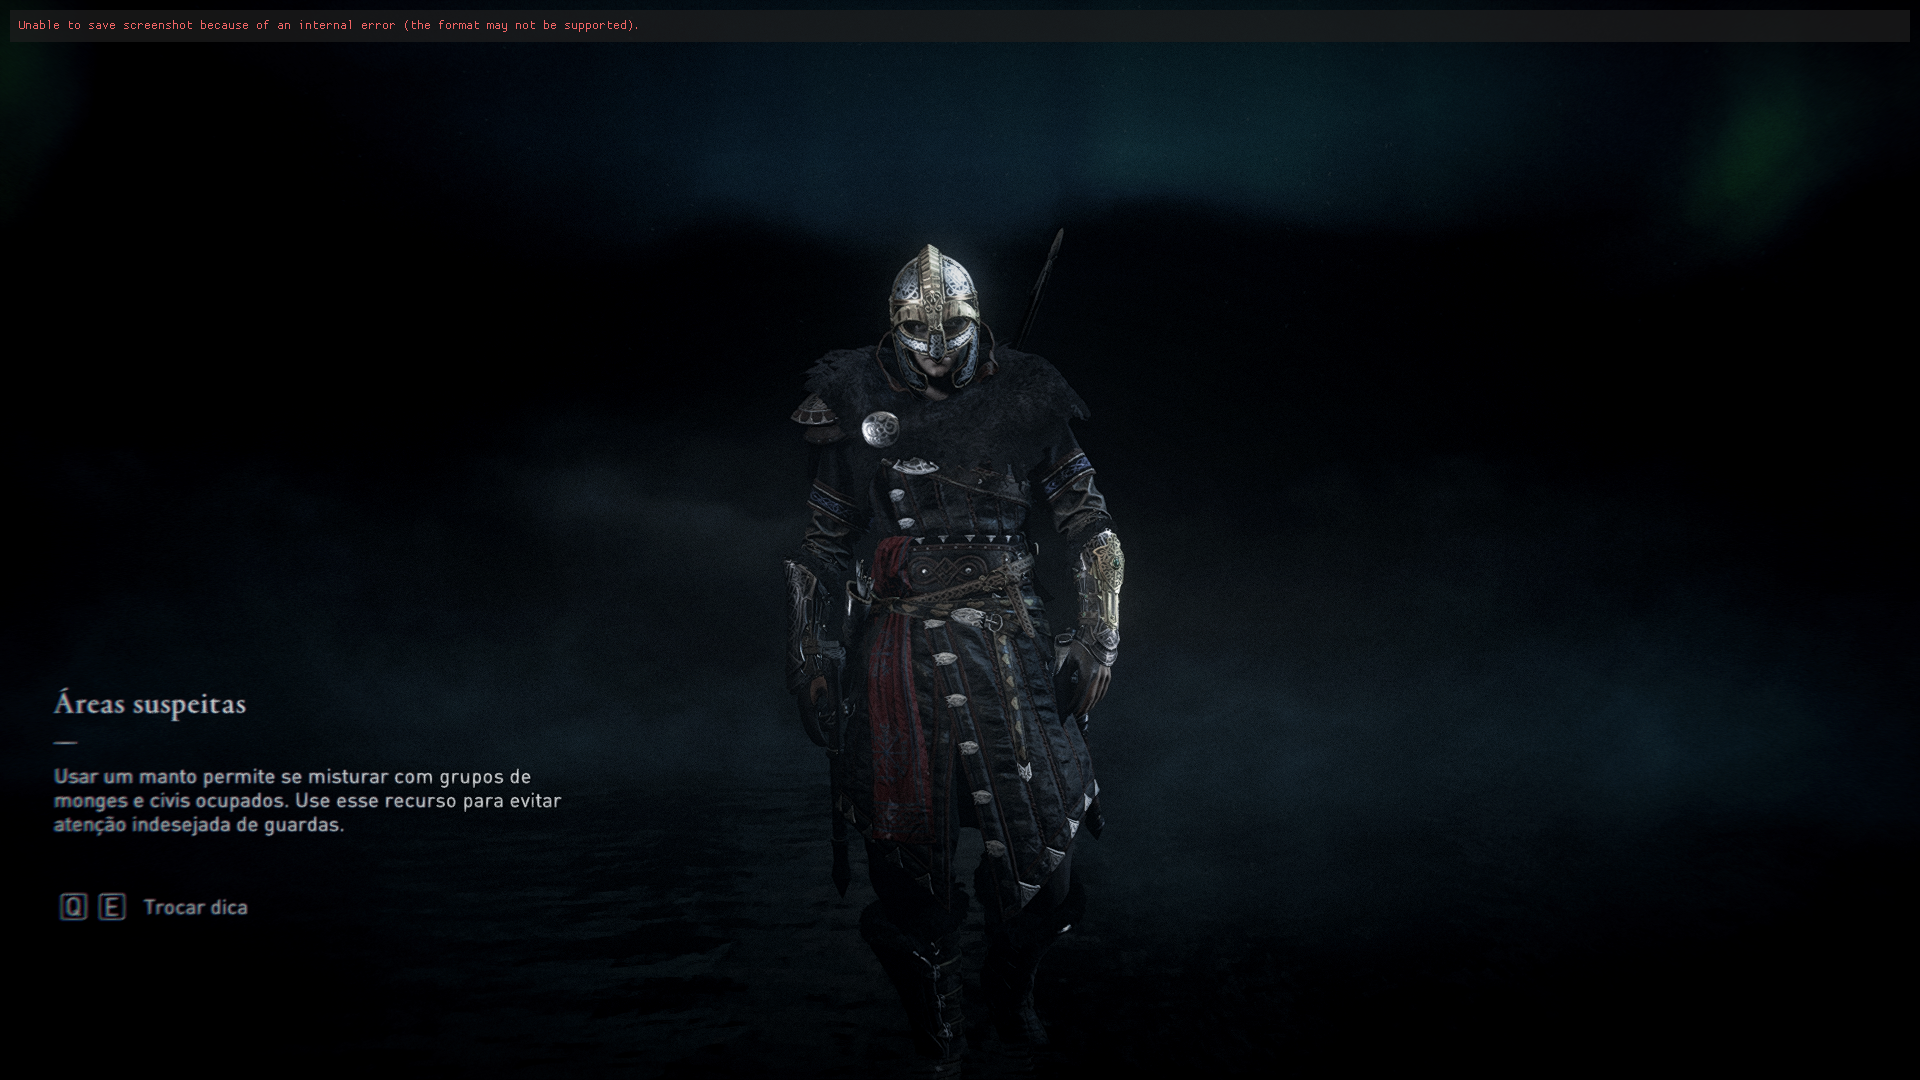 Unable to save screenshot because of an internal error (the format may not be supported).
Áreas suspeitas
Usar um manto permite se misturar com grupos de
monges e civis ocupados. Use esse recurso para evitar
atenção indesejada de guardas.
Q E Trocar dica